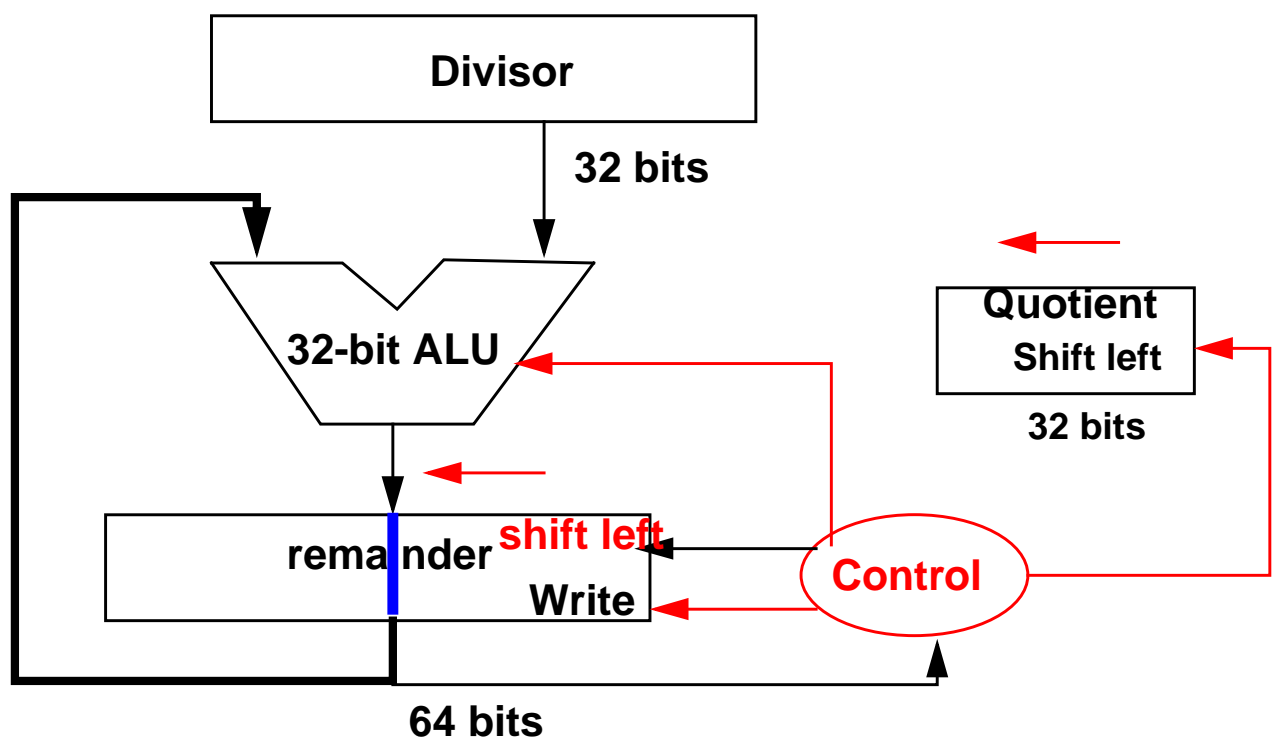 Divisor
32 bits
Quotient
32-bit ALU
Shift left
32 bits
shift left
remainder
Control
Write
64 bits